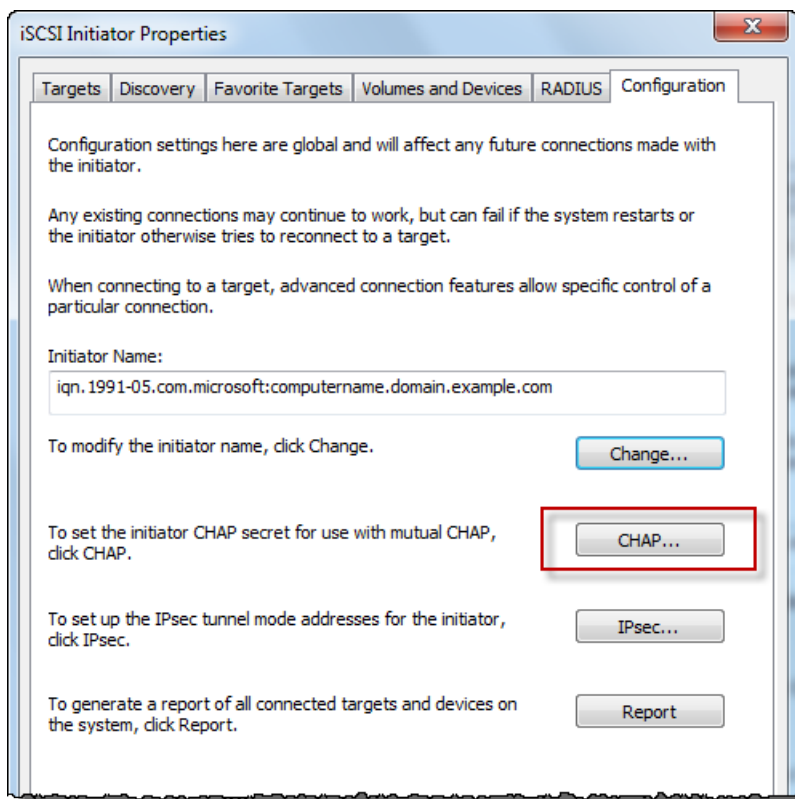 iSCSI Initiator Properties
Targets Discovery Favorite Targets Volumes and Devices RADIUS Configuration
Configuration settings here are global and will affect any future connections made with
the initiator.
Any existing connections may continue to work, but can fail if the system restarts or
the initiator otherwise tries to reconnect to a target.
When connecting to a target, advanced connection features allow specific control of a
particular connection.
Initiator Name:
iqn.1991-05.com.microsoft:computername.domain.example.com
To modify the initiator name, click Change.
Change...
To set the initiator CHAP secret for use with mutual CHAP,
click CHAP.
CHAP...
To set up the IPsec tunnel mode addresses for the initiator,
click IPsec.
IPsec...
To generate a report of all connected targets and devices on
the system, click Report.
Report